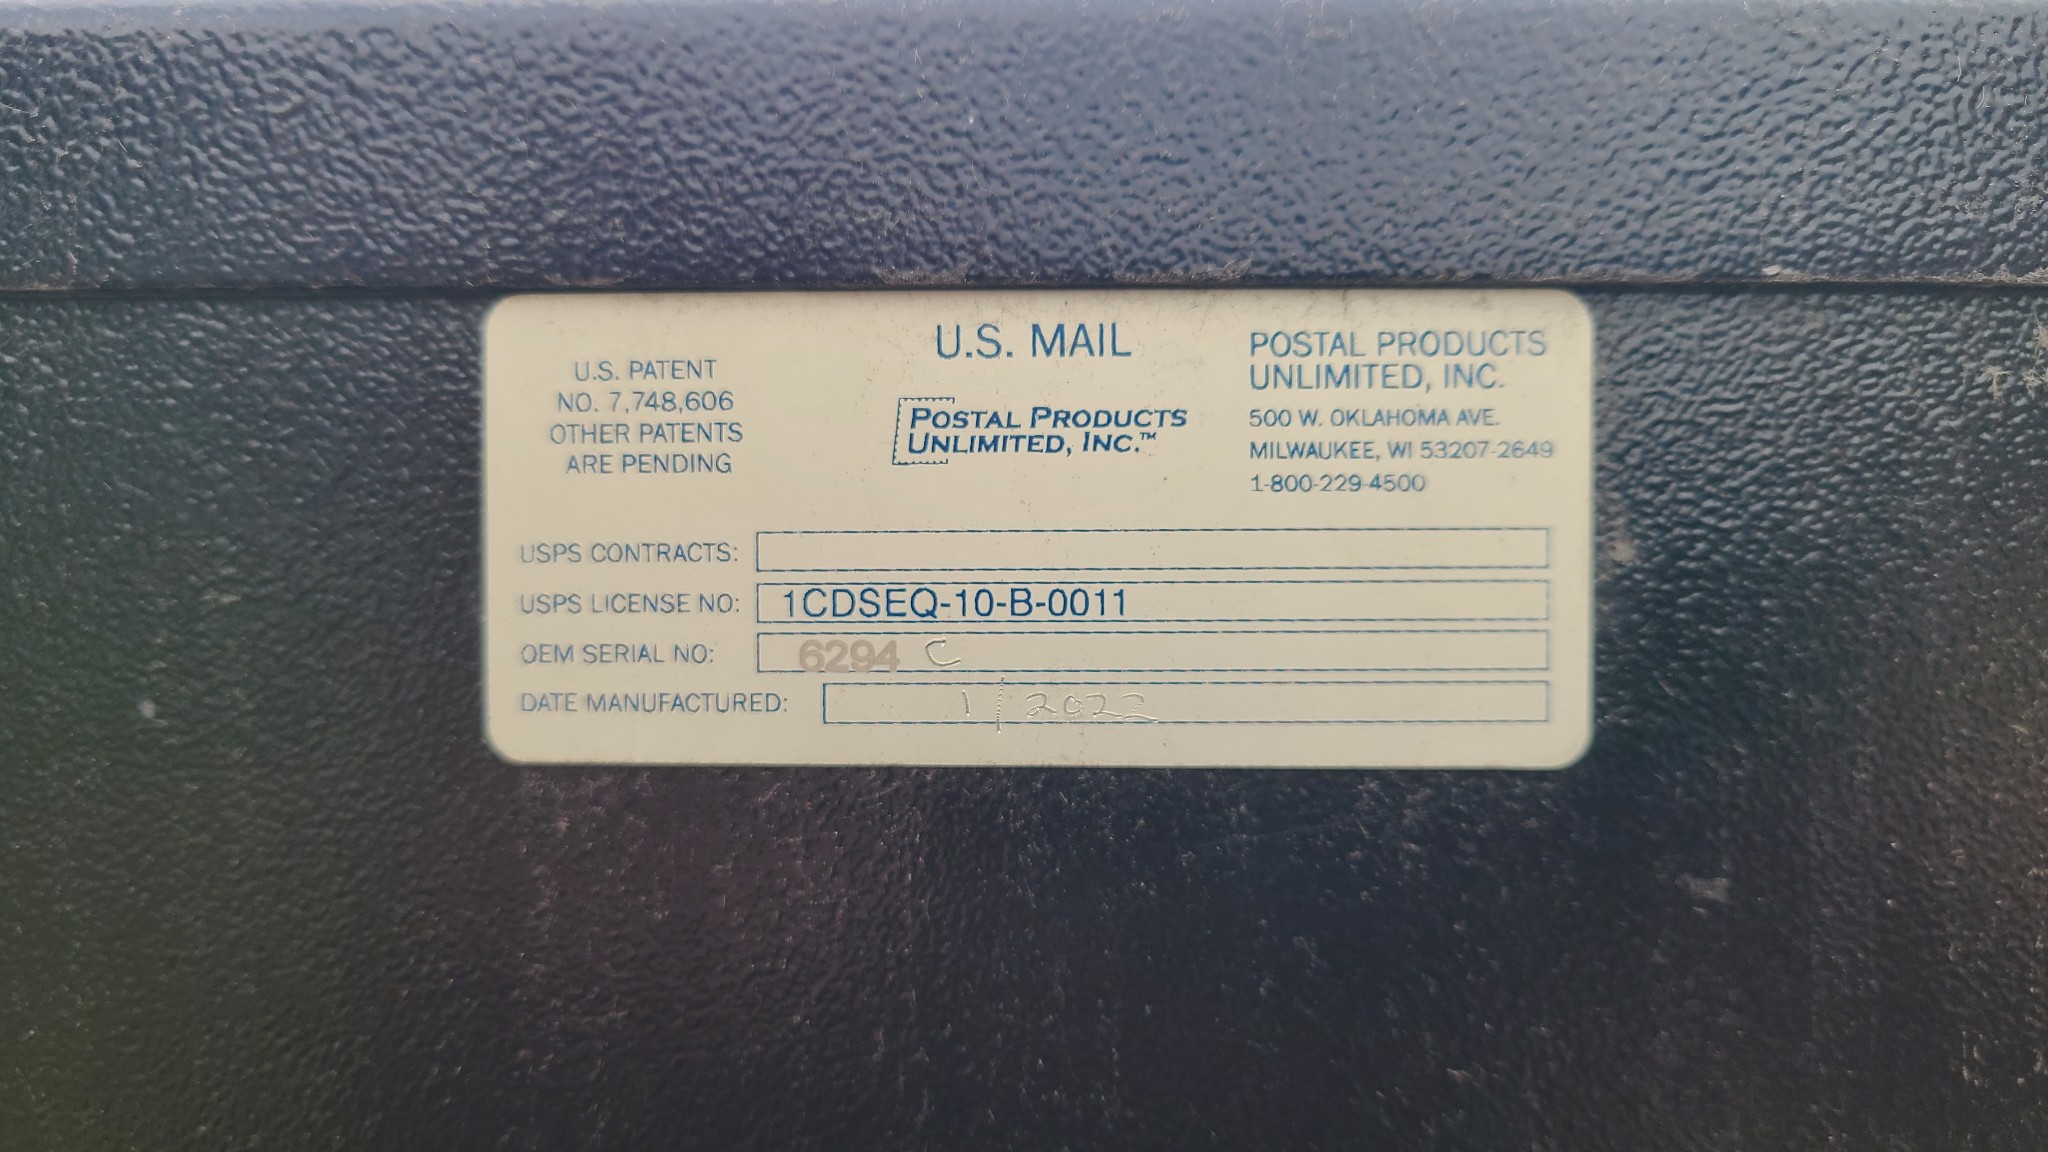 U.S. MAIL
U.S. PATENT
NO. 7,748,606
OTHER PATENTS
ARE PENDING
POSTAL PRODUCTS
UNLIMITED, INC.™
POSTAL PRODUCTS
UNLIMITED, INC.
500 W. OKLAHOMA AVE.
MILWAUKEE, WI 53207-2649
1-800-229-4500
USPS CONTRACTS:
USPS LICENSE NO: 1CDSEQ-10-B-0011
OEM SERIAL NO: 6294 C
DATE MANUFACTURED: 1/2022